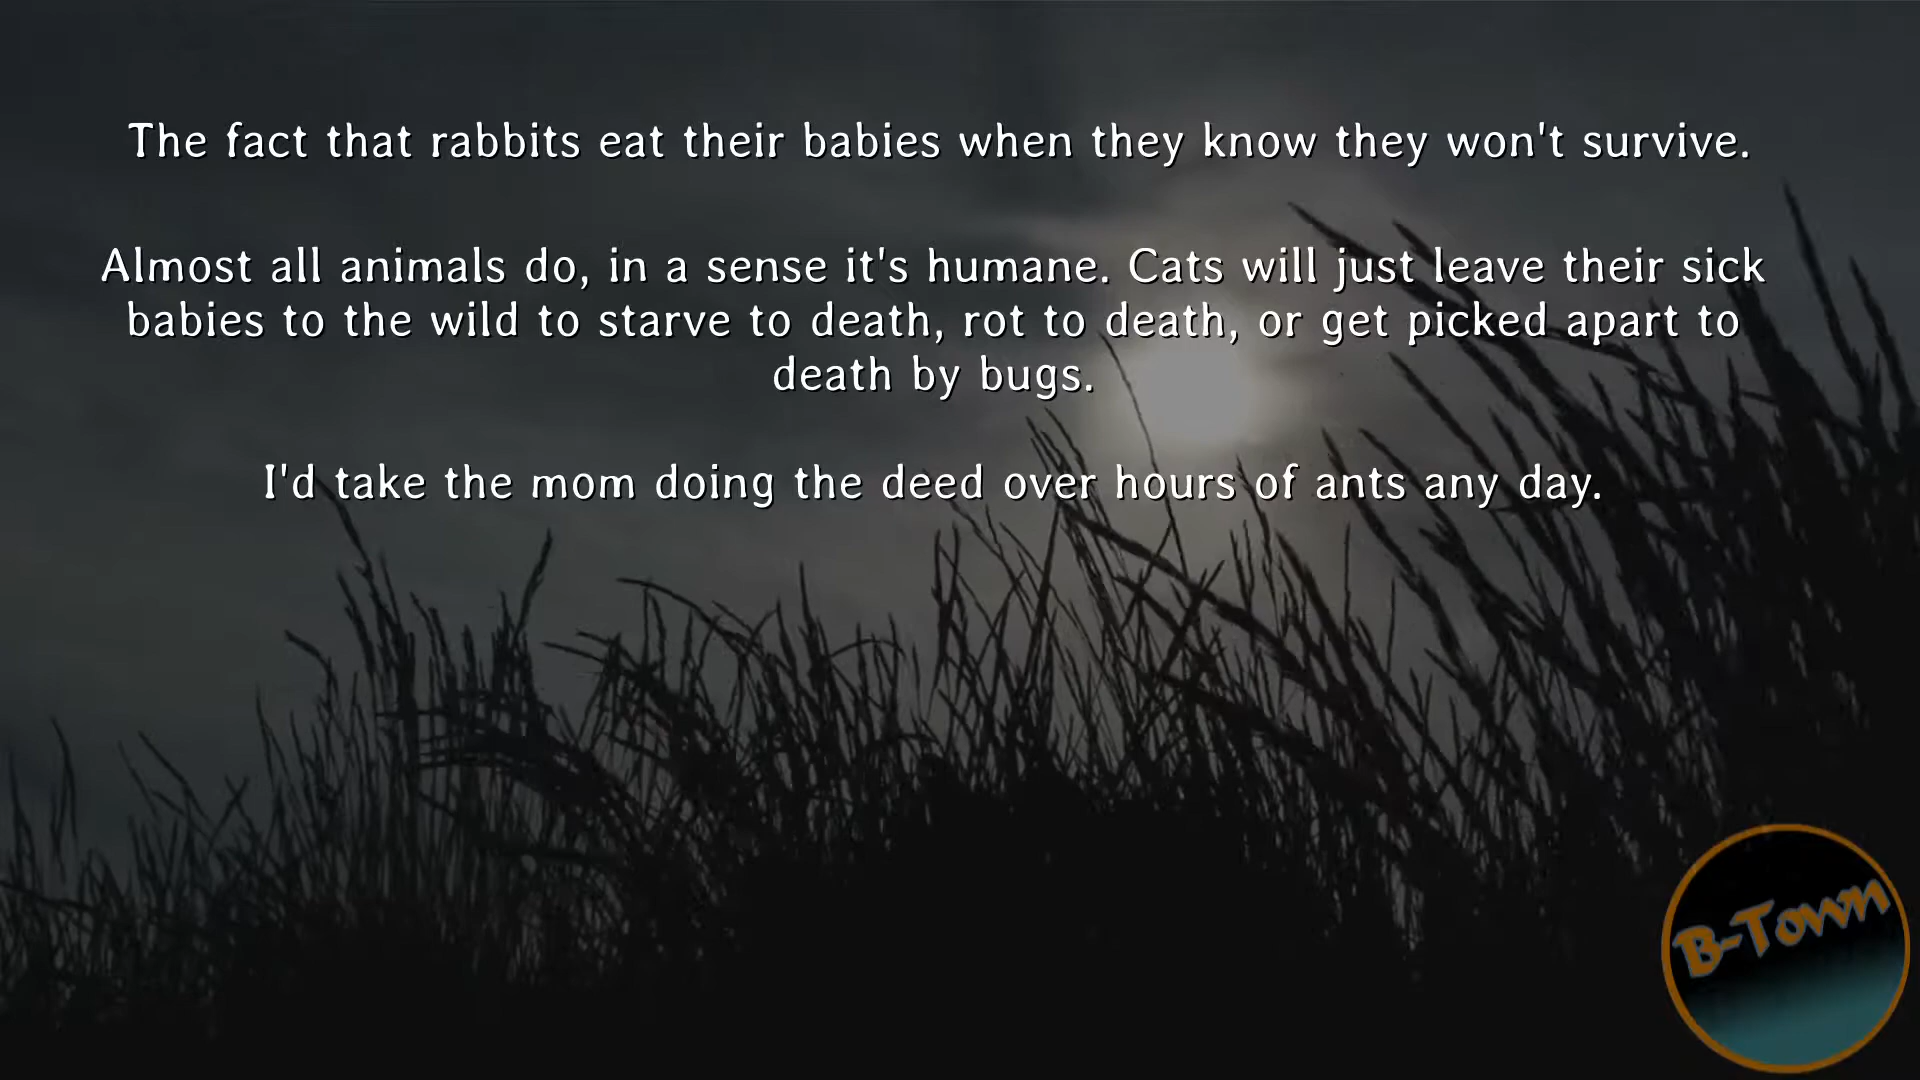 The fact that rabbits eat their babies when they know they won't survive.
Almost all animals do, in a sense it's humane. Cats will just leave their sick
babies to the wild to starve to death, rot to death, or get picked apart to
death by bugs.
I'd take the mom doing the deed over hours of ants any day.
B-Town